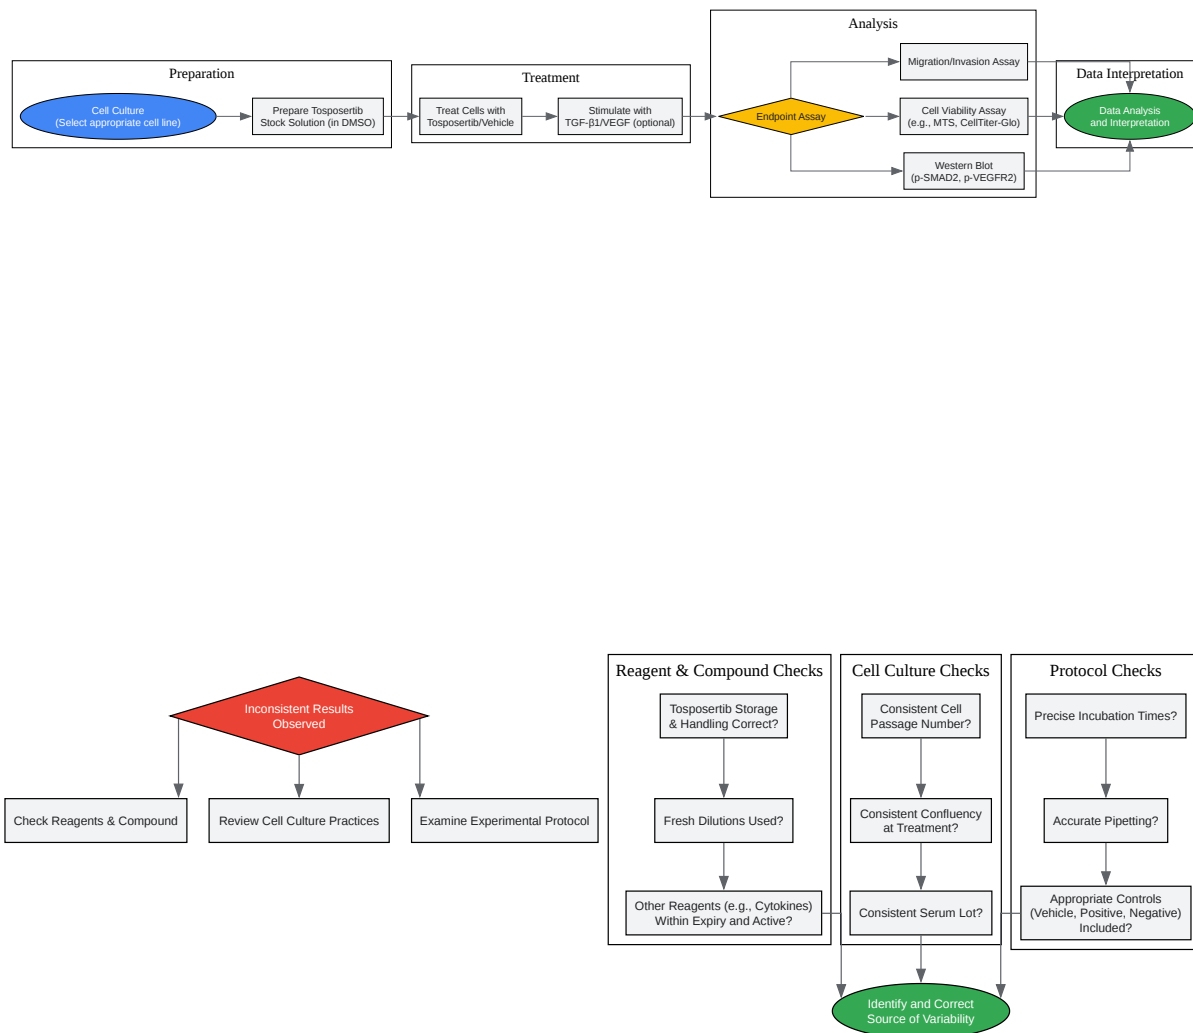 Preparation
Cell Culture
(Select appropriate cell line)
Prepare Tosposertib
Stock Solution (in DMSO)
Treatment
Treat Cells with
Tosposertib/Vehicle
Stimulate with
TGF-β1/VEGF (optional)
Analysis
Endpoint Assay
Migration/Invasion Assay
Cell Viability Assay
(e.g., MTS, CellTiter-Glo)
Western Blot
(p-SMAD2, p-VEGFR2)
Data Interpretation
Data Analysis
and Interpretation
Inconsistent Results
Observed
Check Reagents & Compound
Review Cell Culture Practices
Examine Experimental Protocol
Reagent & Compound Checks
Tosposertib Storage
& Handling Correct?
Fresh Dilutions Used?
Other Reagents (e.g., Cytokines)
Within Expiry and Active?
Cell Culture Checks
Consistent Cell
Passage Number?
Consistent Confluency
at Treatment?
Consistent Serum Lot?
Protocol Checks
Precise Incubation Times?
Accurate Pipetting?
Appropriate Controls
(Vehicle, Positive, Negative)
Included?
Identify and Correct
Source of Variability